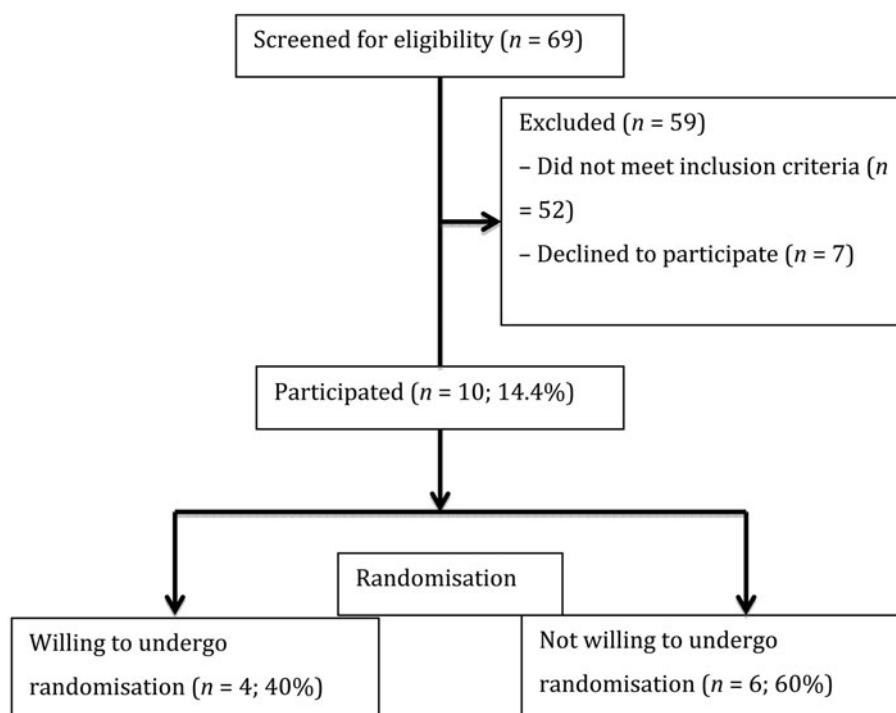 Screened for eligibility (n = 69)
Excluded (n = 59)
– Did not meet inclusion criteria (n
= 52)
– Declined to participate (n = 7)
Participated (n = 10; 14.4%)
Randomisation
Willing to undergo
randomisation (n = 4; 40%)
Not willing to undergo
randomisation (n = 6; 60%)